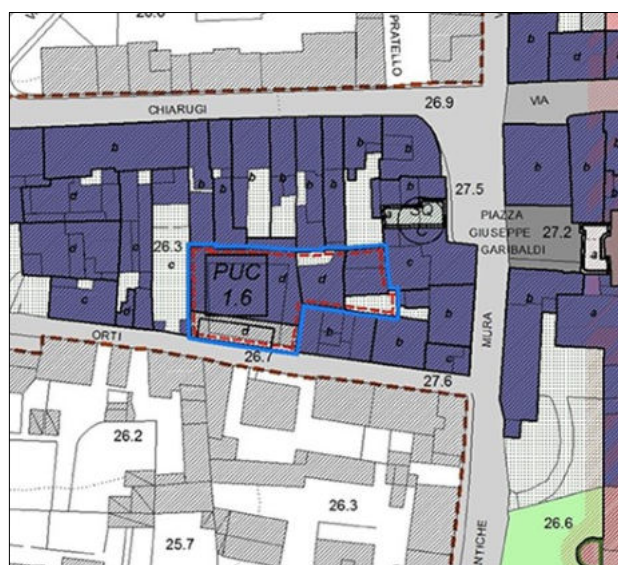 PRATELLO
CHIARUGI
26.9
VIA
b
d
b
b
b
b
b
b
b
b
b
b
27.5
d
SQ
PIAZZA
GIUSEPPE
GARIBALDI
27.2
a
26.3
c
c
PUC
1.6
d
d
d
c
d
b
b
b
a
ORTI
26.7
27.6
MURA
26.2
26.3
25.7
26.6
NTICHE